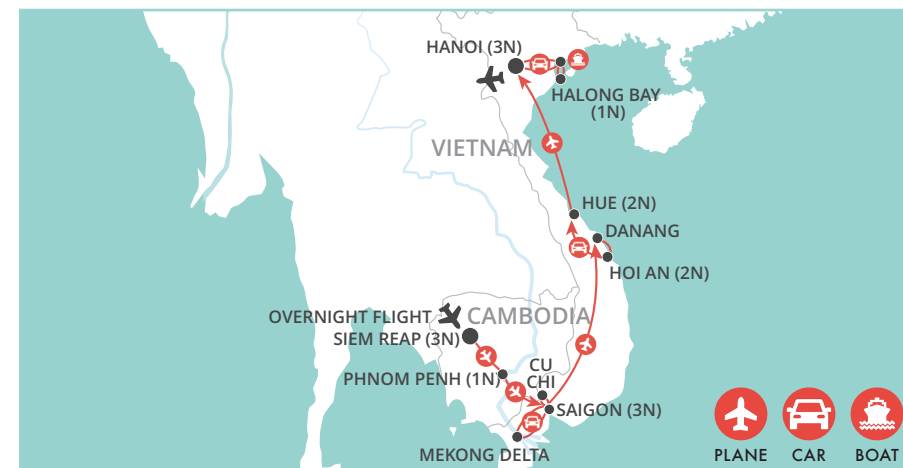 HANOI (3N)
HALONG BAY
(1N)
VIETNAM
HUE (2N)
DANANG
HOI AN (2N)
OVERNIGHT FLIGHT
CAMBODIA
SIEM REAP (3N)
PHNOM PENH (1N)
CU
CHI
SAIGON (3N)
MEKONG DELTA
PLANE
CAR
BOAT